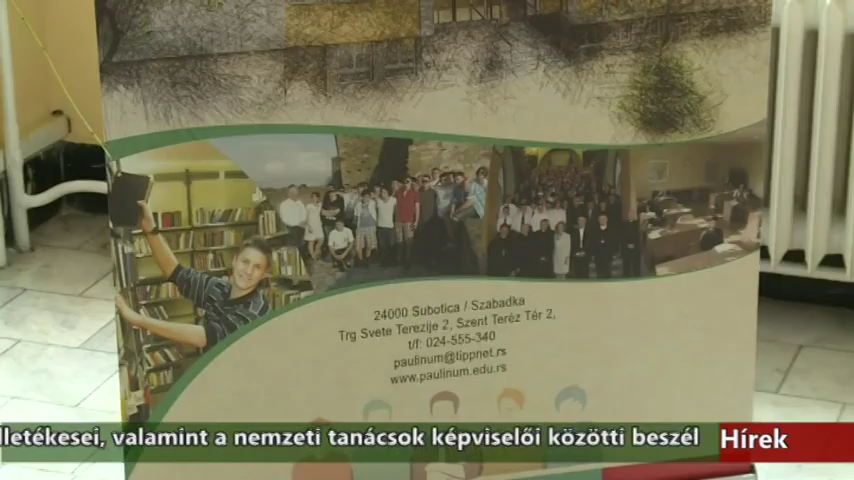 24000 Subotica / Szabadka
Trg Svete Terezije 2, Szent Teréz Tér 2,
t/f: 024-555-340
paulinum@tippnet.rs
www.paulinum.edu.rs
lletékesei, valamint a nemzeti tanácsok képviselői közötti beszél
Hírek